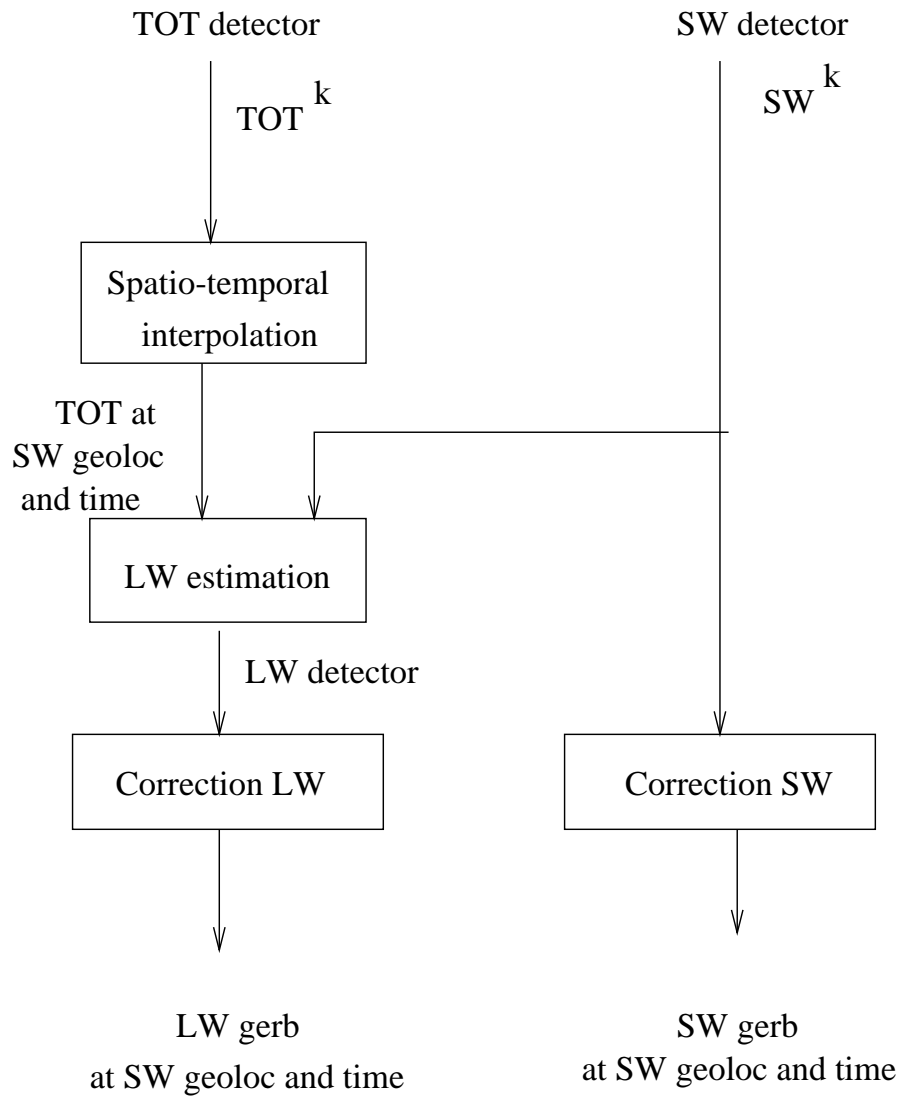 TOT detector
SW detector
TOT k
SW k
Spatio-temporal
interpolation
TOT at
SW geoloc
and time
LW estimation
LW detector
Correction LW
Correction SW
LW gerb
at SW geoloc and time
SW gerb
at SW geoloc and time